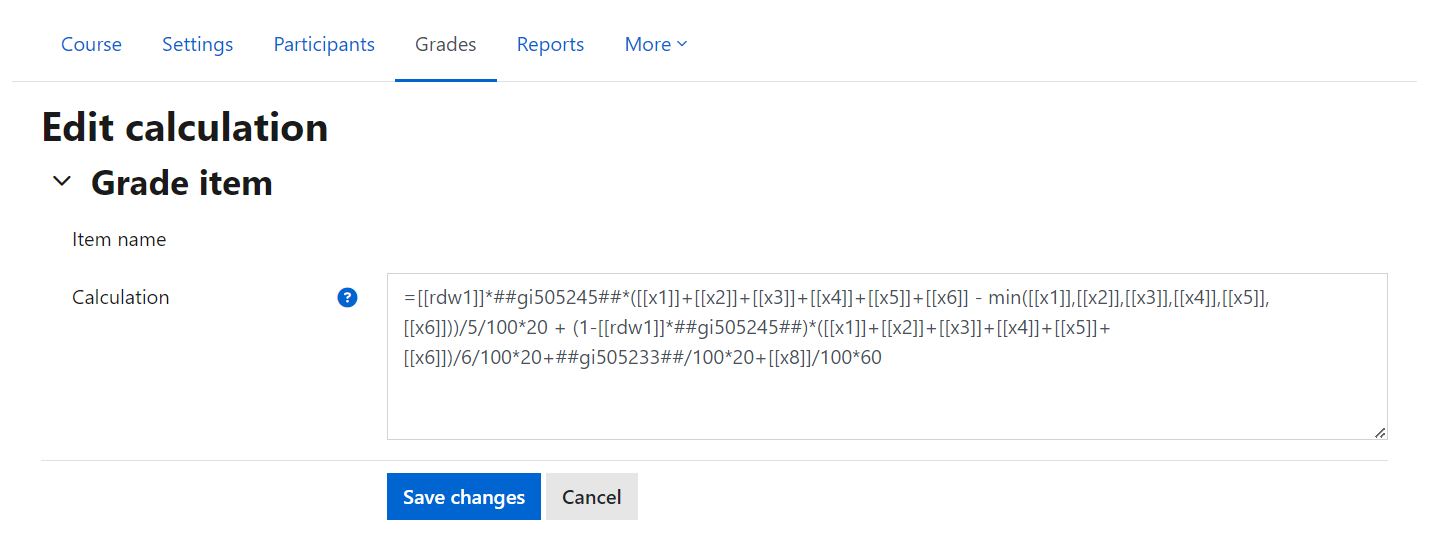 Course Settings Participants Grades Reports More
Edit calculation
Grade item
Item name
Calculation ?
=[[rdw1]]*##gi505245##*([[x1]]+[[x2]]+[[x3]]+[[x4]]+[[x5]]+[[x6]] - min([[x1]],[[x2]],[[x3]],[[x4]],[[x5]],
[[x6]]))/5/100*20 + (1-[[rdw1]]*##gi505245##)*([[x1]]+[[x2]]+[[x3]]+[[x4]]+[[x5]]+
[[x6]])/6/100*20+##gi505233##/100*20+[[x8]]/100*60
Save changes Cancel